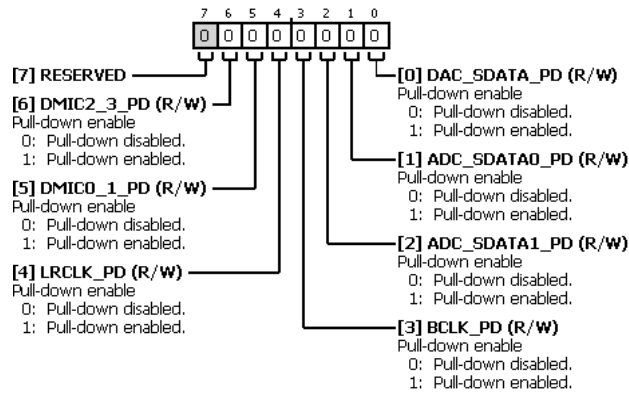 7 6 5 4 3 2 1 0
0 0 0 0 0 0 0 0
[7] RESERVED
[6] DMIC2_3_PD (R/W)
Pull-down enable
0: Pull-down disabled.
1: Pull-down enabled.
[5] DMIC0_1_PD (R/W)
Pull-down enable
0: Pull-down disabled.
1: Pull-down enabled.
[4] LRCLK_PD (R/W)
Pull-down enable
0: Pull-down disabled.
1: Pull-down enabled.
[0] DAC_SDATA_PD (R/W)
Pull-down enable
0: Pull-down disabled.
1: Pull-down enabled.
[1] ADC_SDATA0_PD (R/W)
Pull-down enable
0: Pull-down disabled.
1: Pull-down enabled.
[2] ADC_SDATA1_PD (R/W)
Pull-down enable
0: Pull-down disabled.
1: Pull-down enabled.
[3] BCLK_PD (R/W)
Pull-down enable
0: Pull-down disabled.
1: Pull-down enabled.